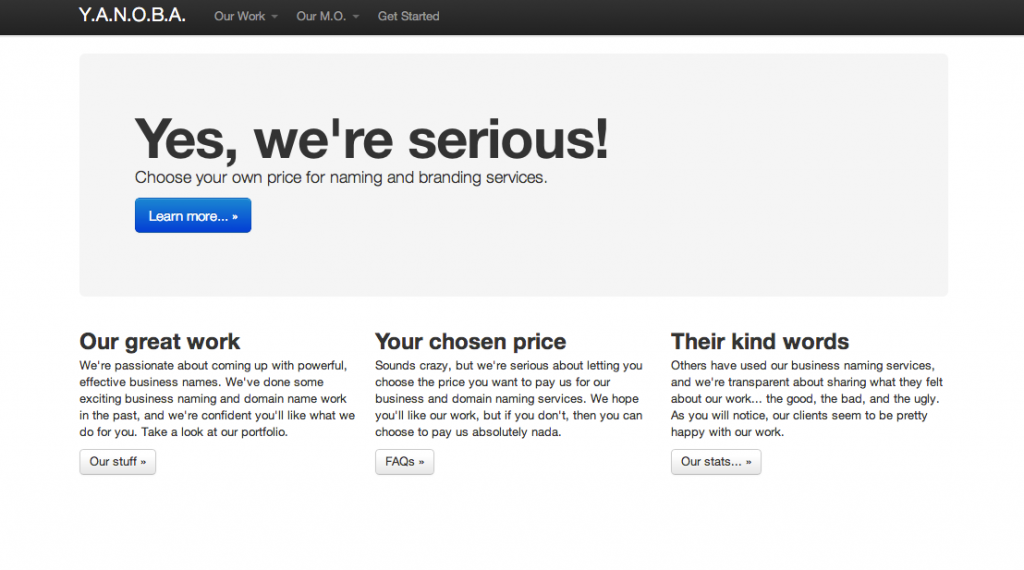 Y.A.N.O.B.A. Our Work Our M.O. Get Started
Yes, we're serious!
Choose your own price for naming and branding services.
Learn more... »
Our great work
We're passionate about coming up with powerful,
effective business names. We've done some
exciting business naming and domain name work
in the past, and we're confident you'll like what we
do for you. Take a look at our portfolio.
Our stuff »
Your chosen price
Sounds crazy, but we're serious about letting you
choose the price you want to pay us for our
business and domain naming services. We hope
you'll like our work, but if you don't, then you can
choose to pay us absolutely nada.
FAQs »
Their kind words
Others have used our business naming services,
and we're transparent about sharing what they felt
about our work... the good, the bad, and the ugly.
As you will notice, our clients seem to be pretty
happy with our work.
Our stats... »